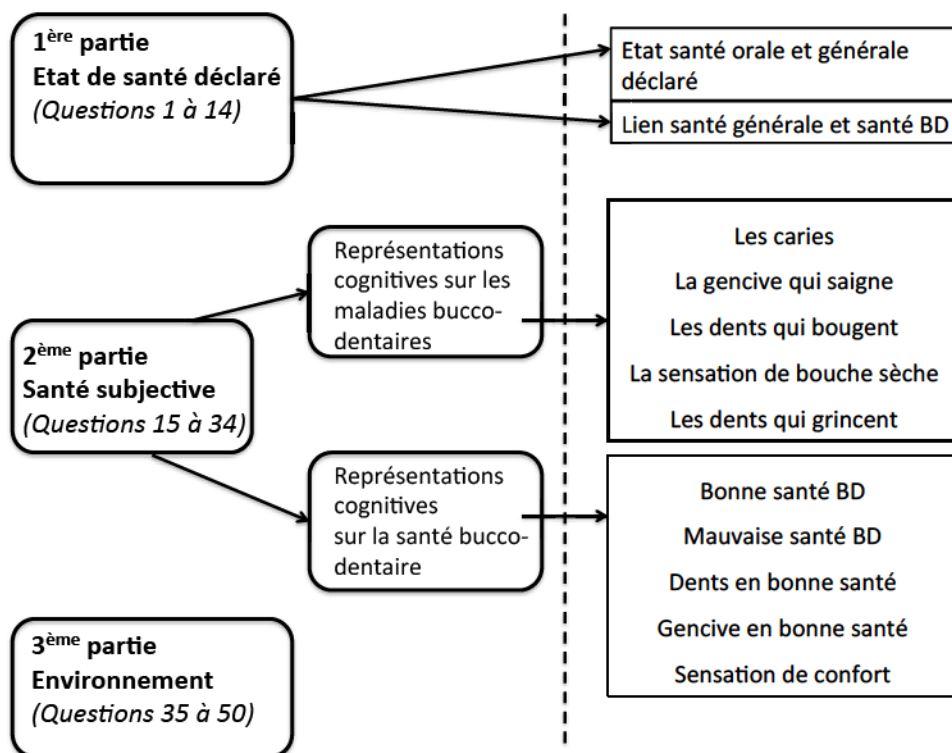 1ère partie
Etat de santé déclaré
(Questions 1 à 14)
Etat santé orale et générale
déclaré
Lien santé générale et santé BD
2ème partie
Santé subjective
(Questions 15 à 34)
Représentations
cognitives sur les
maladies bucco-
dentaires
Les caries
La gencive qui saigne
Les dents qui bougent
La sensation de bouche sèche
Les dents qui grincent
Représentations
cognitives
sur la santé bucco-
dentaire
Bonne santé BD
Mauvaise santé BD
Dents en bonne santé
Gencive en bonne santé
Sensation de confort
3ème partie
Environnement
(Questions 35 à 50)